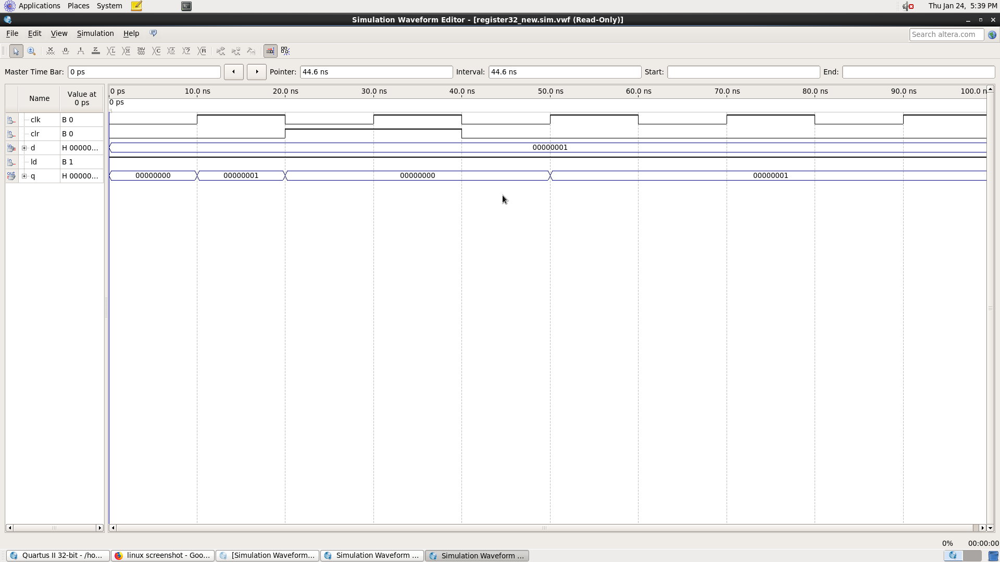 Applications Places System Thu Jan 24, 5:39 PM
Simulation Waveform Editor - [register32_new.sim.vwf (Read-Only)]
File Edit View Simulation Help Search altera.com
Master Time Bar: 0 ps Pointer: 44.6 ns Interval: 44.6 ns Start: End:
Name Value at 0 ps
0 ps 10.0 ns 20.0 ns 30.0 ns 40.0 ns 50.0 ns 60.0 ns 70.0 ns 80.0 ns 90.0 ns 100.0 n
0 ps
in clk B 0
in clr B 0
in d H 00000... 00000001
in ld B 1
out q H 00000... 00000000 00000001 00000000 00000001
0% 00:00:00
Quartus II 32-bit - /ho... linux screenshot - Goo... [Simulation Waveform... Simulation Waveform ... Simulation Waveform ...